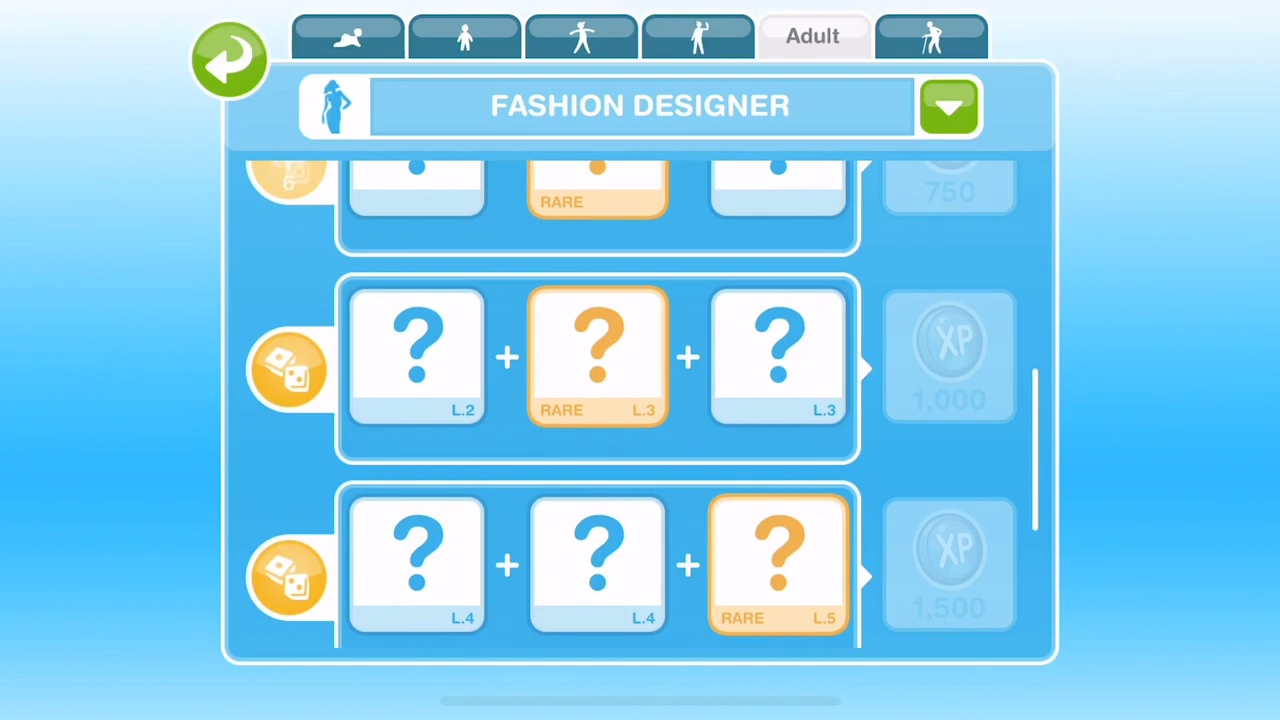 Adult
FASHION DESIGNER
6
?
?
?
RARE
750
? + ? + ?
L.2
RARE L.3
L.3
XP
1,000
? + ? + ?
L.4
L.4
RARE L.5
XP
1,500